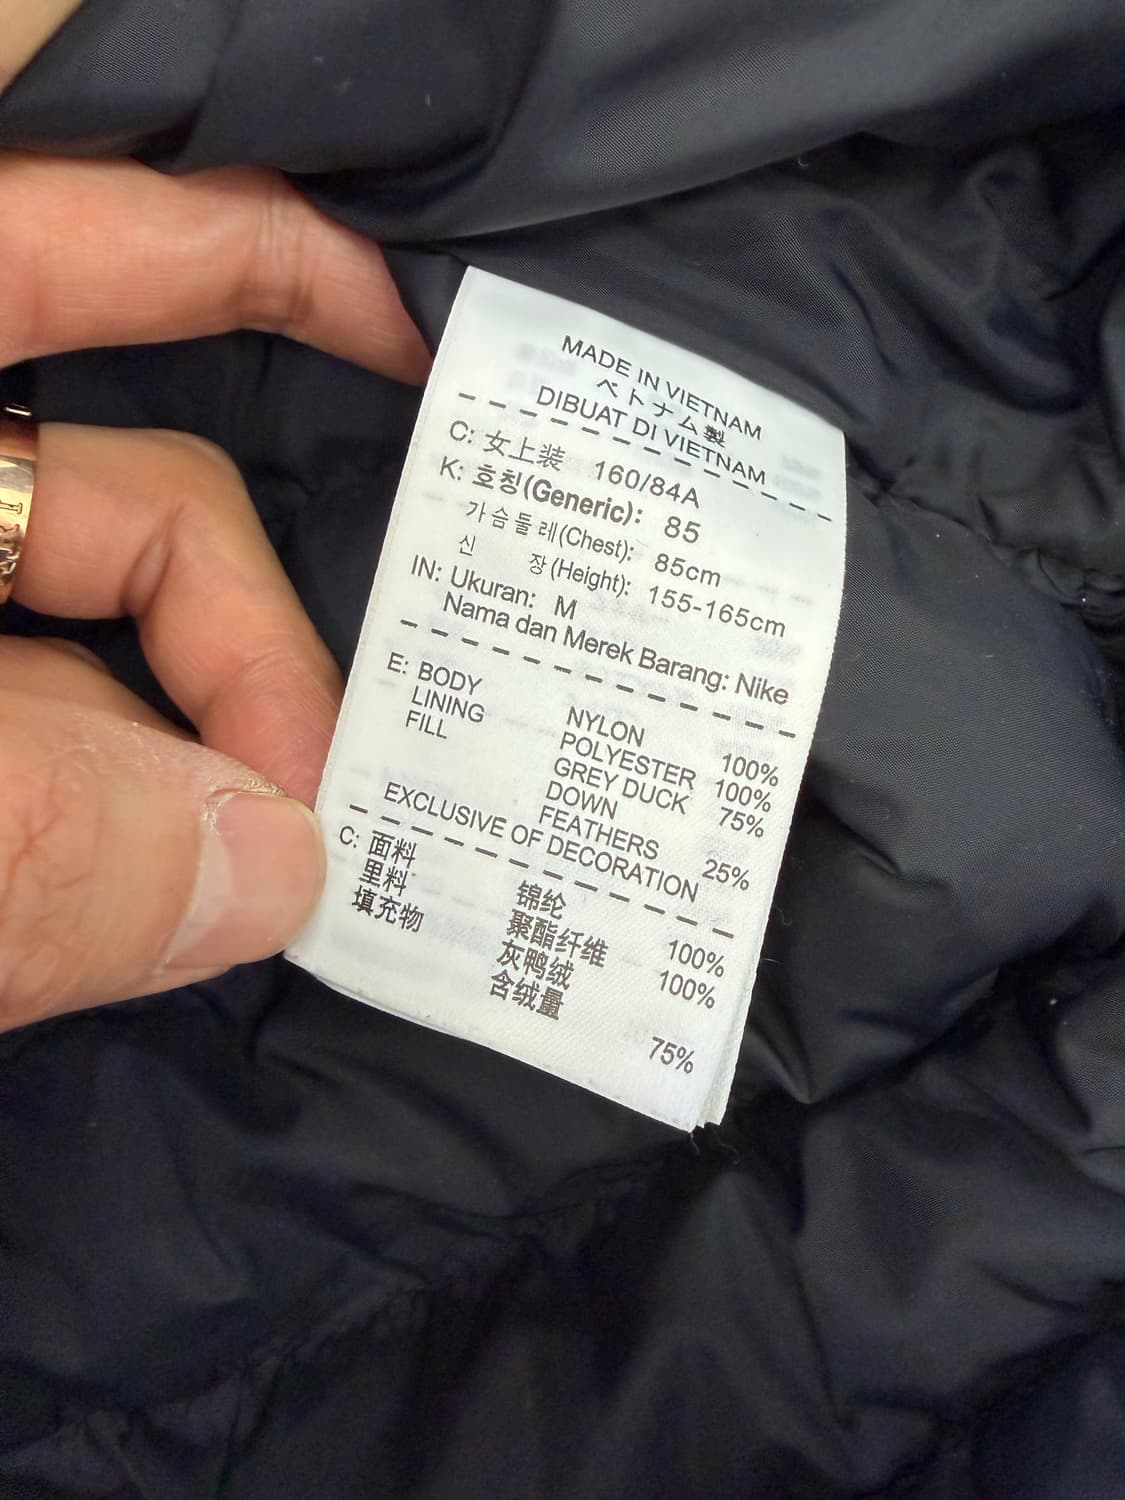 MADE IN VIETNAM
ベトナム製
DIBUAT DI VIETNAM
C: 女上装 160/84A
K: 호칭(Generic): 85
가슴둘레(Chest): 85cm
신 장(Height): 155-165cm
IN: Ukuran: M
Nama dan Merek Barang: Nike
E: BODY NYLON 100%
LINING POLYESTER 100%
FILL GREY DUCK 75%
DOWN
FEATHERS 25%
EXCLUSIVE OF DECORATION
C: 面料 锦纶 100%
里料 聚酯纤维 100%
填充物 灰鸭绒
含绒量 75%